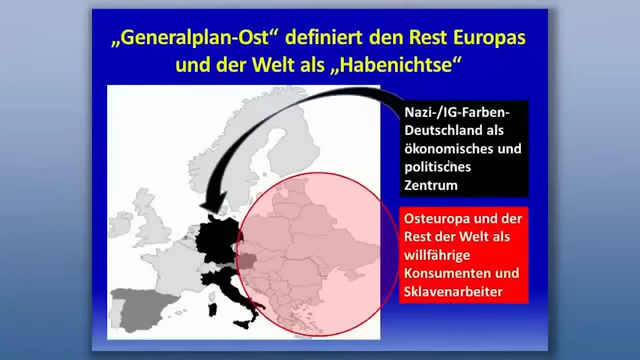 „Generalplan-Ost“ definiert den Rest Europas
und der Welt als „Habenichtse“
Nazi-/IG-Farben-
Deutschland als
ökonomisches und
politisches
Zentrum
Osteuropa und der
Rest der Welt als
willfährige
Konsumenten und
Sklavenarbeiter